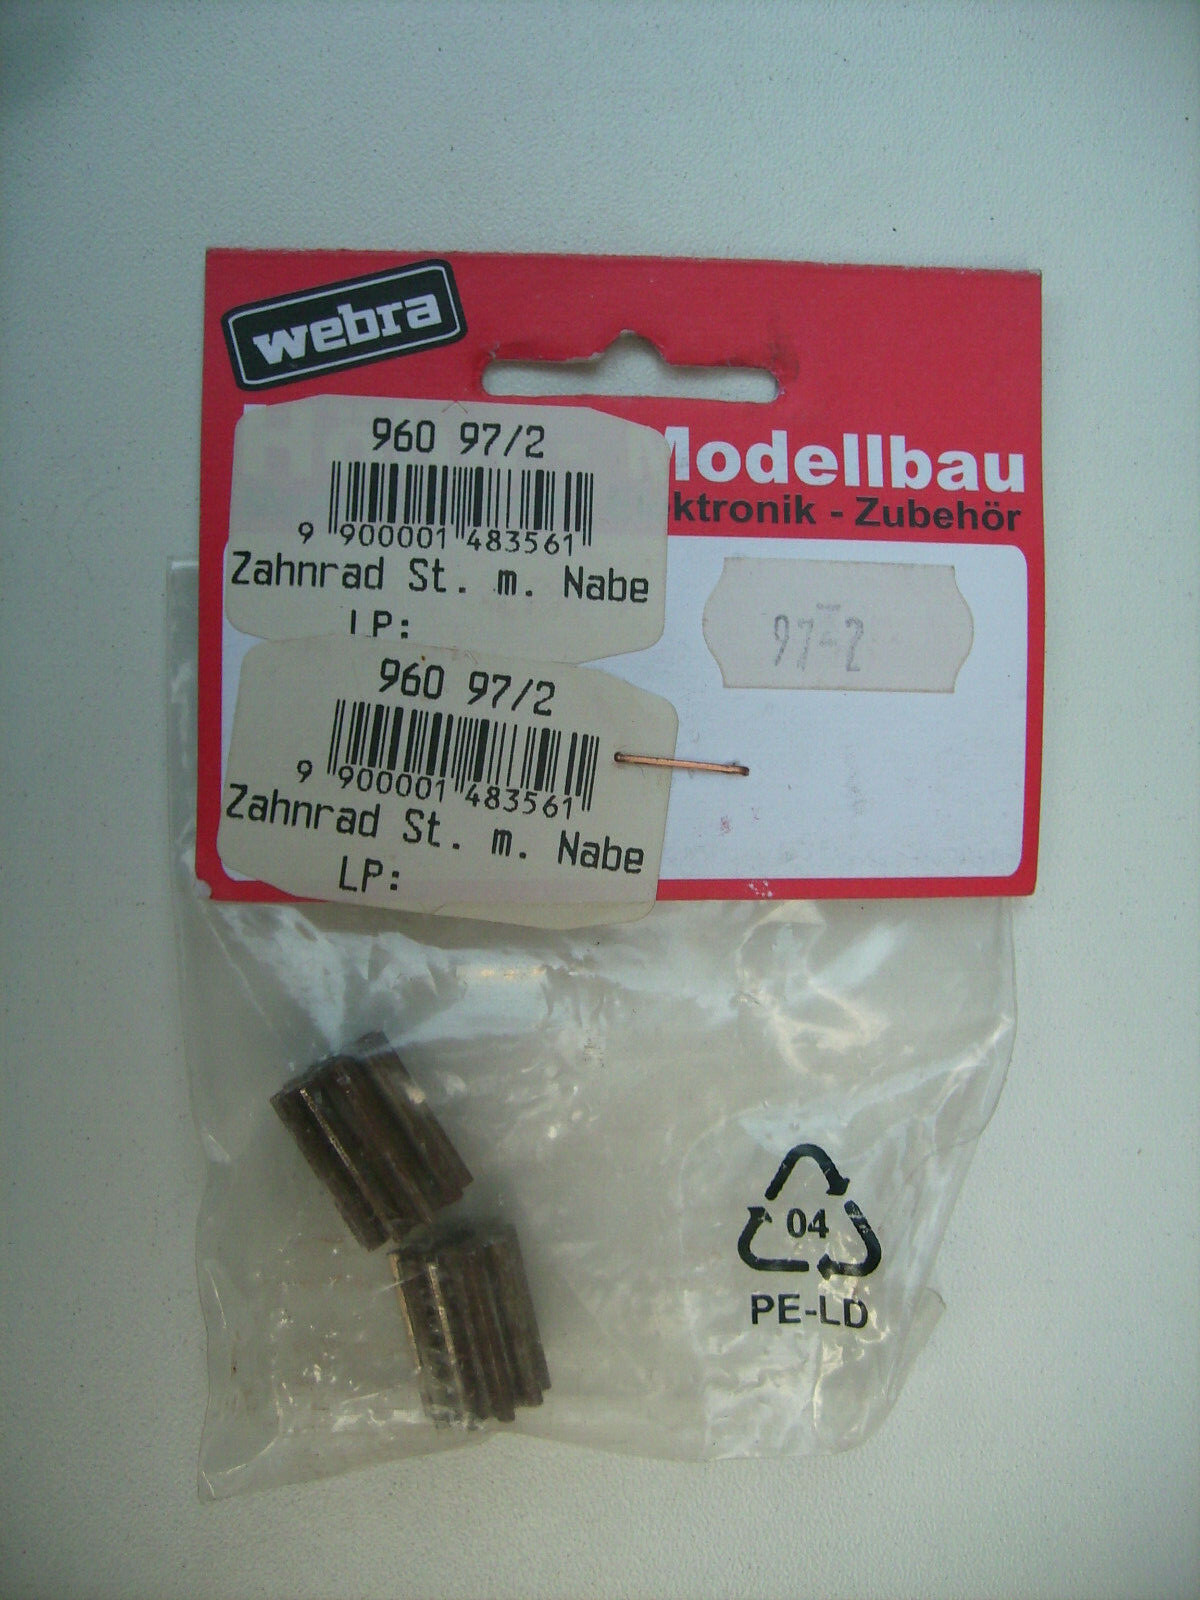 webra
Modellbau
ktronik - Zubehör
960 97/2
9 900001 483561
Zahnrad St. m. Nabe
LP:
97-2
960 97/2
9 900001 483561
Zahnrad St. m. Nabe
LP:
04
PE-LD